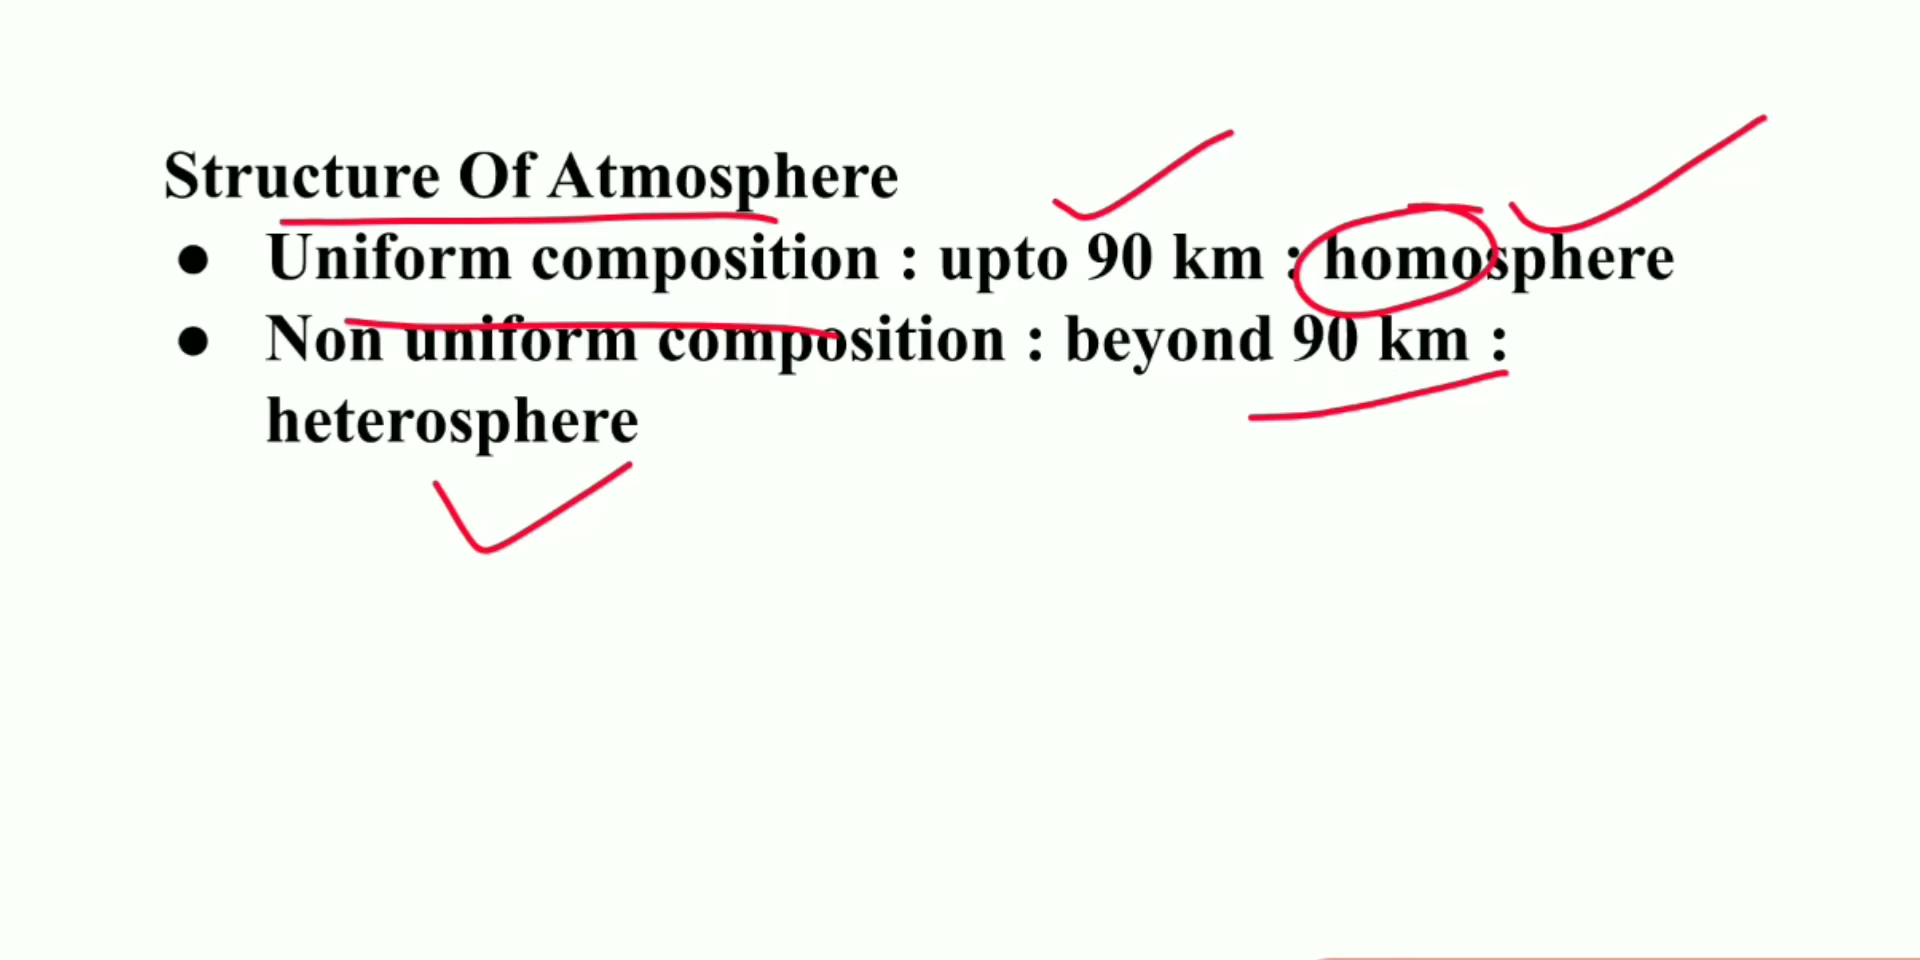 Structure Of Atmosphere
● Uniform composition : upto 90 km : homosphere
● Non uniform composition : beyond 90 km :
heterosphere